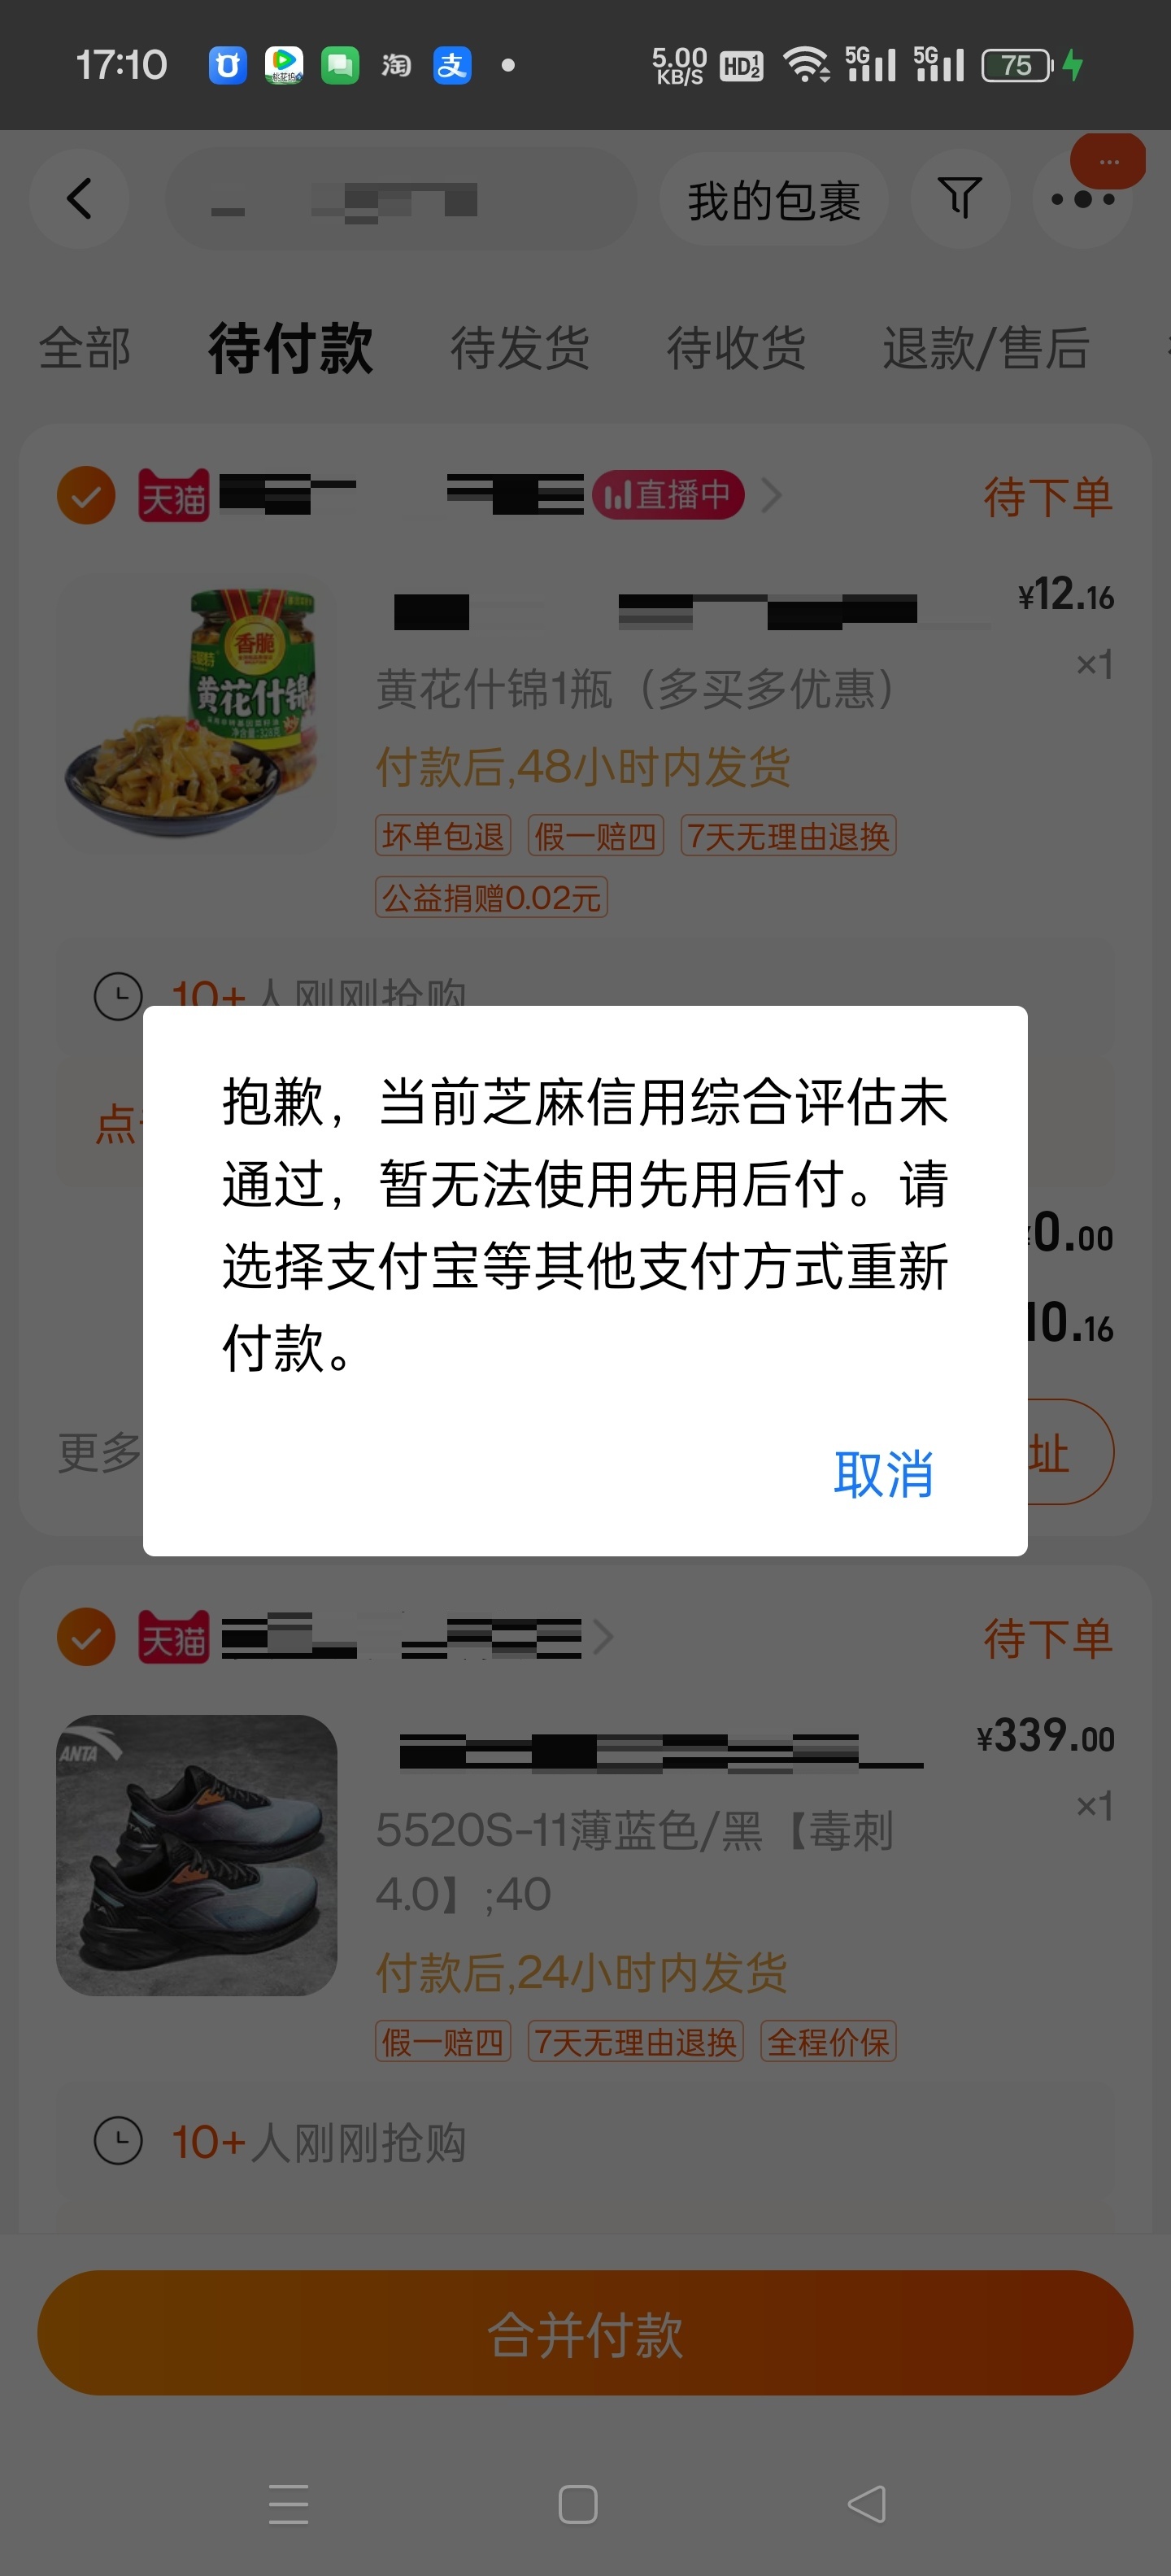 17:10
淘
支
5.00
KB/S
HD
5G
5G
75
我的包裹
全部
待付款
待发货
待收货
退款/售后
天猫
直播中
待下单
¥12.16
×1
香脆
黄花什锦
黄花什锦1瓶（多买多优惠）
付款后,48小时内发货
坏单包退
假一赔四
7天无理由退换
公益捐赠0.02元
10+人刚刚抢购
点
抱歉，当前芝麻信用综合评估未
通过，暂无法使用先用后付。请
选择支付宝等其他支付方式重新
付款。
取消
0.00
10.16
更多
址
天猫
待下单
ANTA
¥339.00
×1
5520S-11薄蓝色/黑【毒刺
4.0】;40
付款后,24小时内发货
假一赔四
7天无理由退换
全程价保
10+人刚刚抢购
合并付款